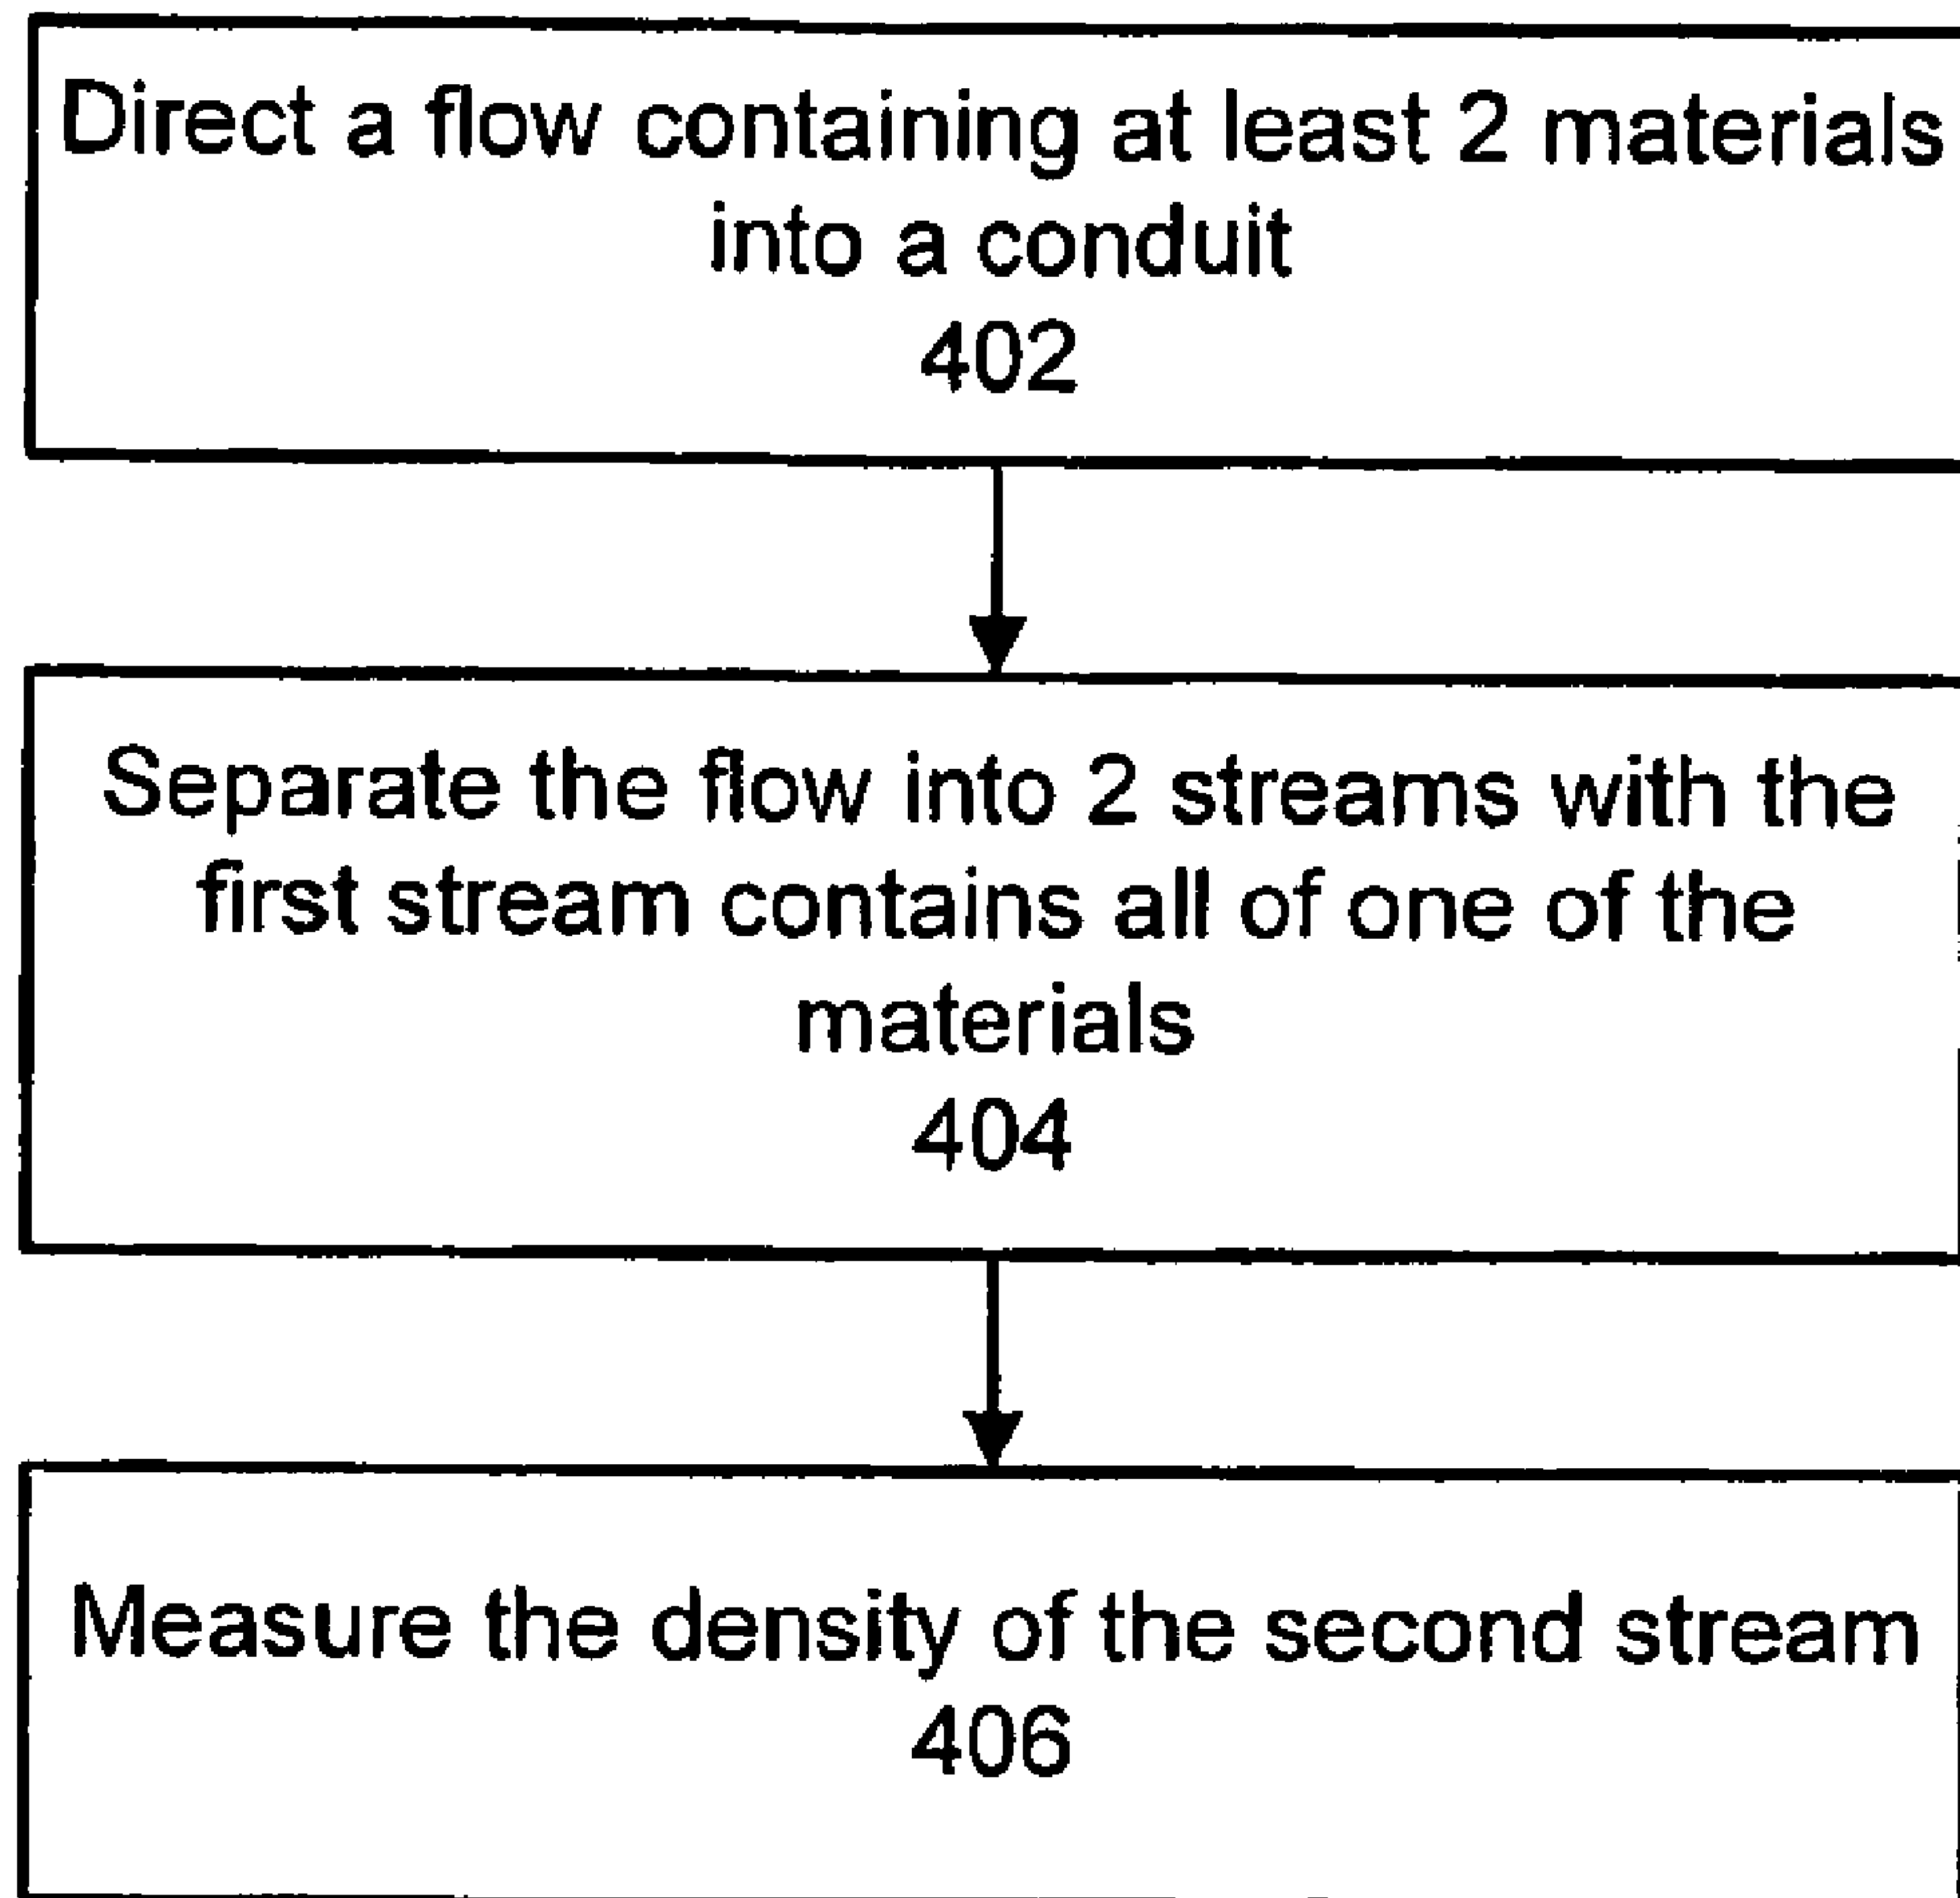 Direct a flow containing at least 2 materials
into a conduit
402
Separate the flow into 2 streams with the
first stream contains all of one of the
materials
404
Measure the density of the second stream
406